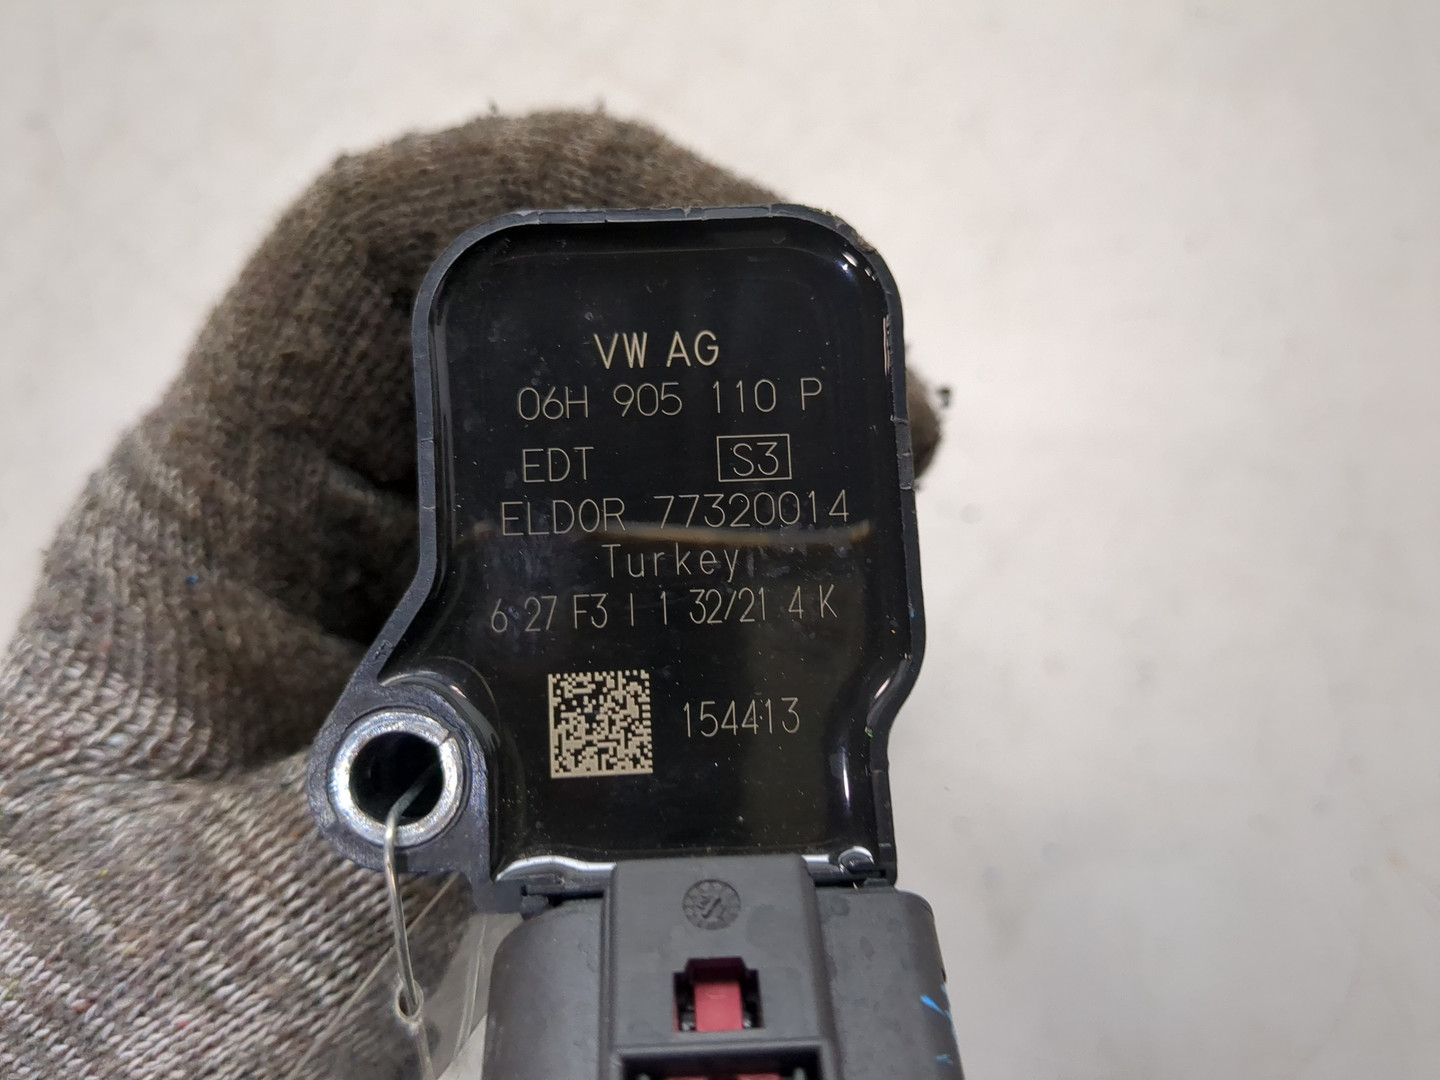 VW AG
06H 905 110 P
EDT S3
ELDOR 77320014
Turkey
6 27 F3 I 1 32/21 4 K
154413